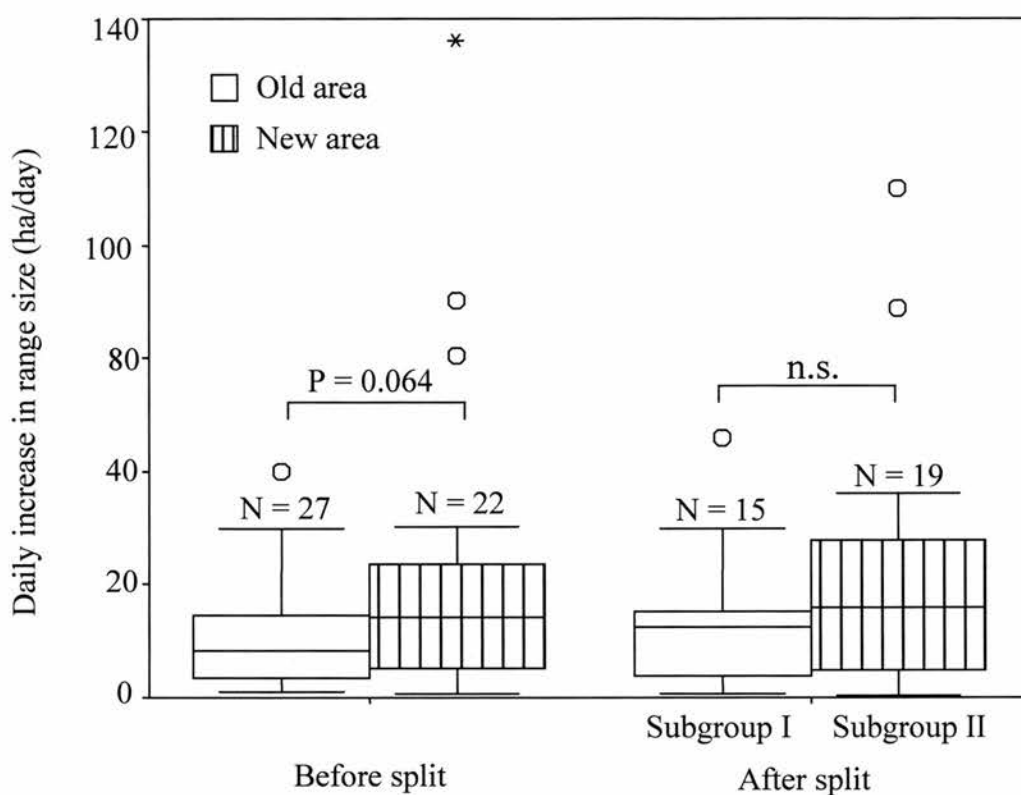 Daily increase in range size (ha/day)
140
120
100
80
60
40
20
0
Old area
New area
P = 0.064
n.s.
N = 27
N = 22
N = 15
N = 19
Subgroup I
Subgroup II
Before split
After split